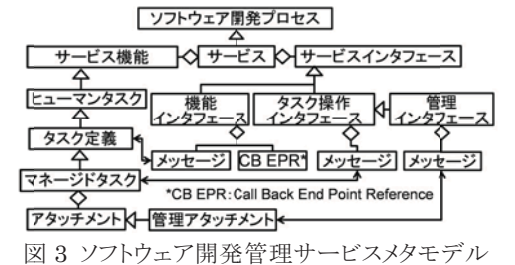 ソフトウェア開発プロセス
サービス機能
サービス
サービスインタフェース
ヒューマンタスク
機能
インタフェース
タスク操作
インタフェース
管理
インタフェース
タスク定義
メッセージ
CB EPR*
メッセージ
メッセージ
マネージドタスク
*CB EPR:Call Back End Point Reference
アタッチメント
管理アタッチメント
図 3 ソフトウェア開発管理サービスメタモデル